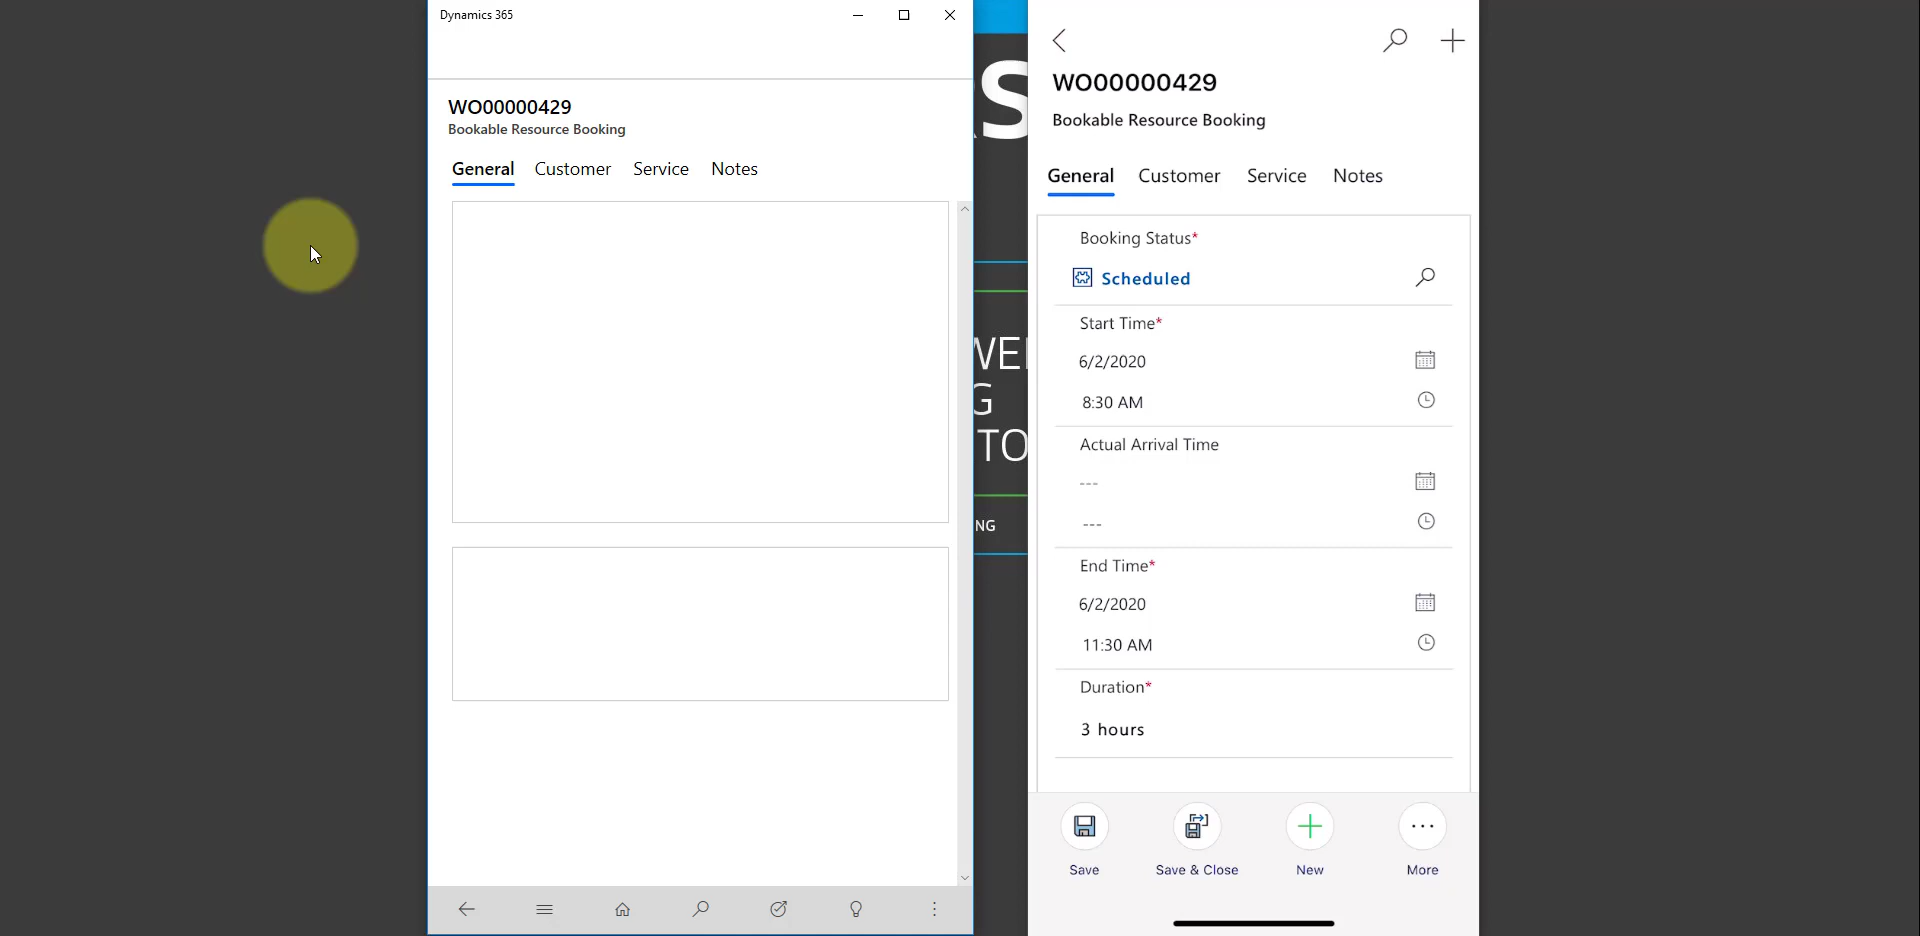 Dynamics 365
WO00000429
Bookable Resource Booking
General Customer Service Notes
RS
WE
G
TO
NG
WO00000429
Bookable Resource Booking
General Customer Service Notes
Booking Status*
Scheduled
Start Time*
6/2/2020
8:30 AM
Actual Arrival Time
---
---
End Time*
6/2/2020
11:30 AM
Duration*
3 hours
Save Save & Close New More